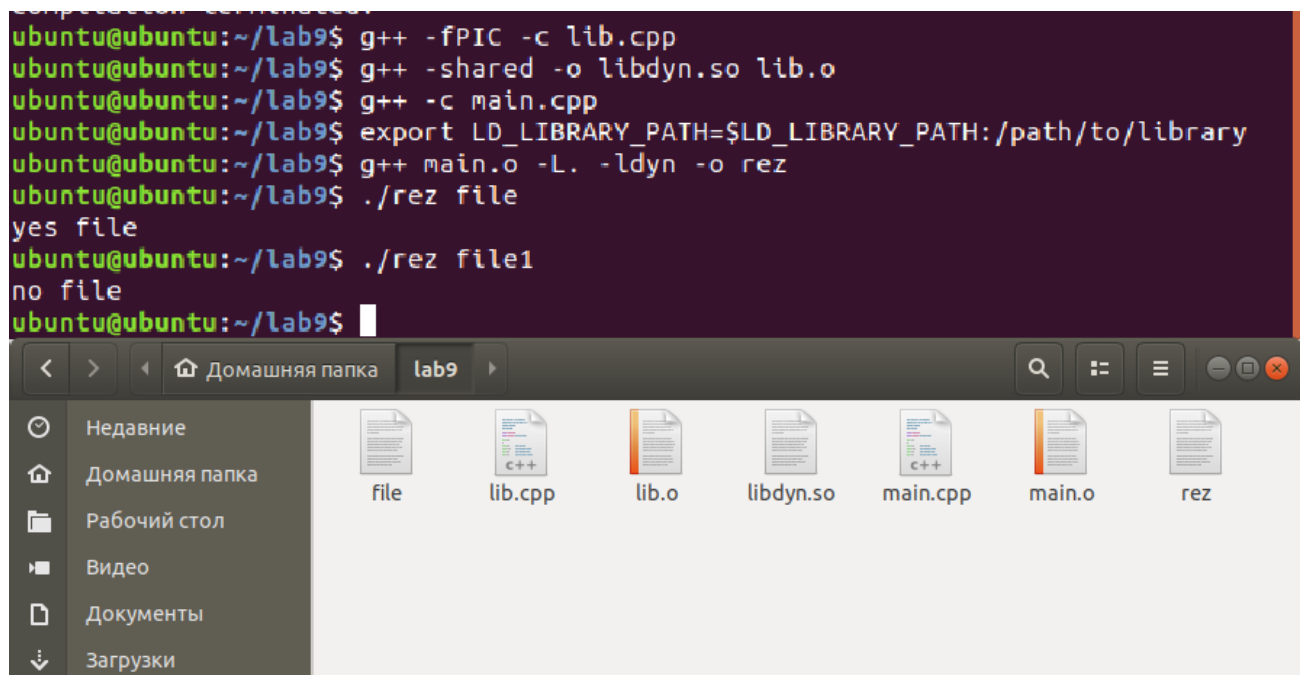 compilation terminated.
ubuntu@ubuntu:~/lab9$ g++ -fPIC -c lib.cpp
ubuntu@ubuntu:~/lab9$ g++ -shared -o libdyn.so lib.o
ubuntu@ubuntu:~/lab9$ g++ -c main.cpp
ubuntu@ubuntu:~/lab9$ export LD_LIBRARY_PATH=$LD_LIBRARY_PATH:/path/to/library
ubuntu@ubuntu:~/lab9$ g++ main.o -L. -ldyn -o rez
ubuntu@ubuntu:~/lab9$ ./rez file
yes file
ubuntu@ubuntu:~/lab9$ ./rez file1
no file
ubuntu@ubuntu:~/lab9$
Домашняя папка lab9
Недавние
Домашняя папка
Рабочий стол
Видео
Документы
Загрузки
c++ c++
file lib.cpp lib.o libdyn.so main.cpp main.o rez